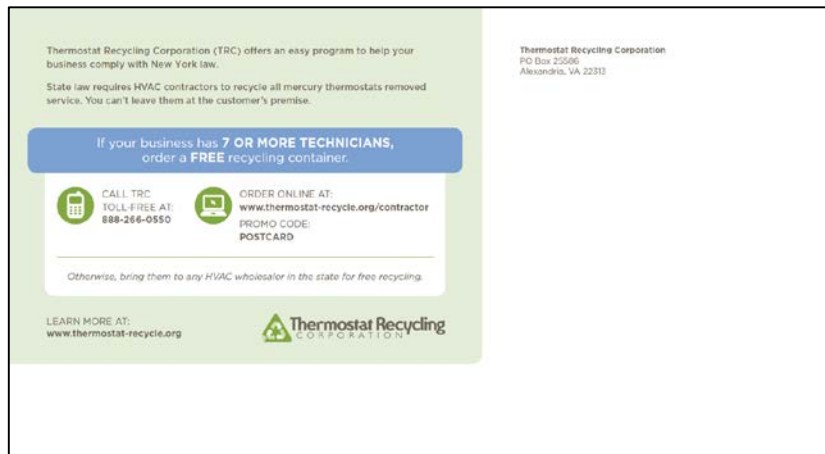 Thermostat Recycling Corporation (TRC) offers an easy program to help your
business comply with New York law.
State law requires HVAC contractors to recycle all mercury thermostats removed
service. You can't leave them at the customer's premise.
If your business has 7 OR MORE TECHNICIANS,
order a FREE recycling container.
CALL TRC
TOLL-FREE AT:
888-266-0550
ORDER ONLINE AT:
www.thermostat-recycle.org/contractor
PROMO CODE:
POSTCARD
Otherwise, bring them to any HVAC wholesaler in the state for free recycling.
LEARN MORE AT:
www.thermostat-recycle.org
Thermostat Recycling
CORPORATION
Thermostat Recycling Corporation
PO Box 25586
Alexandria, VA 22313